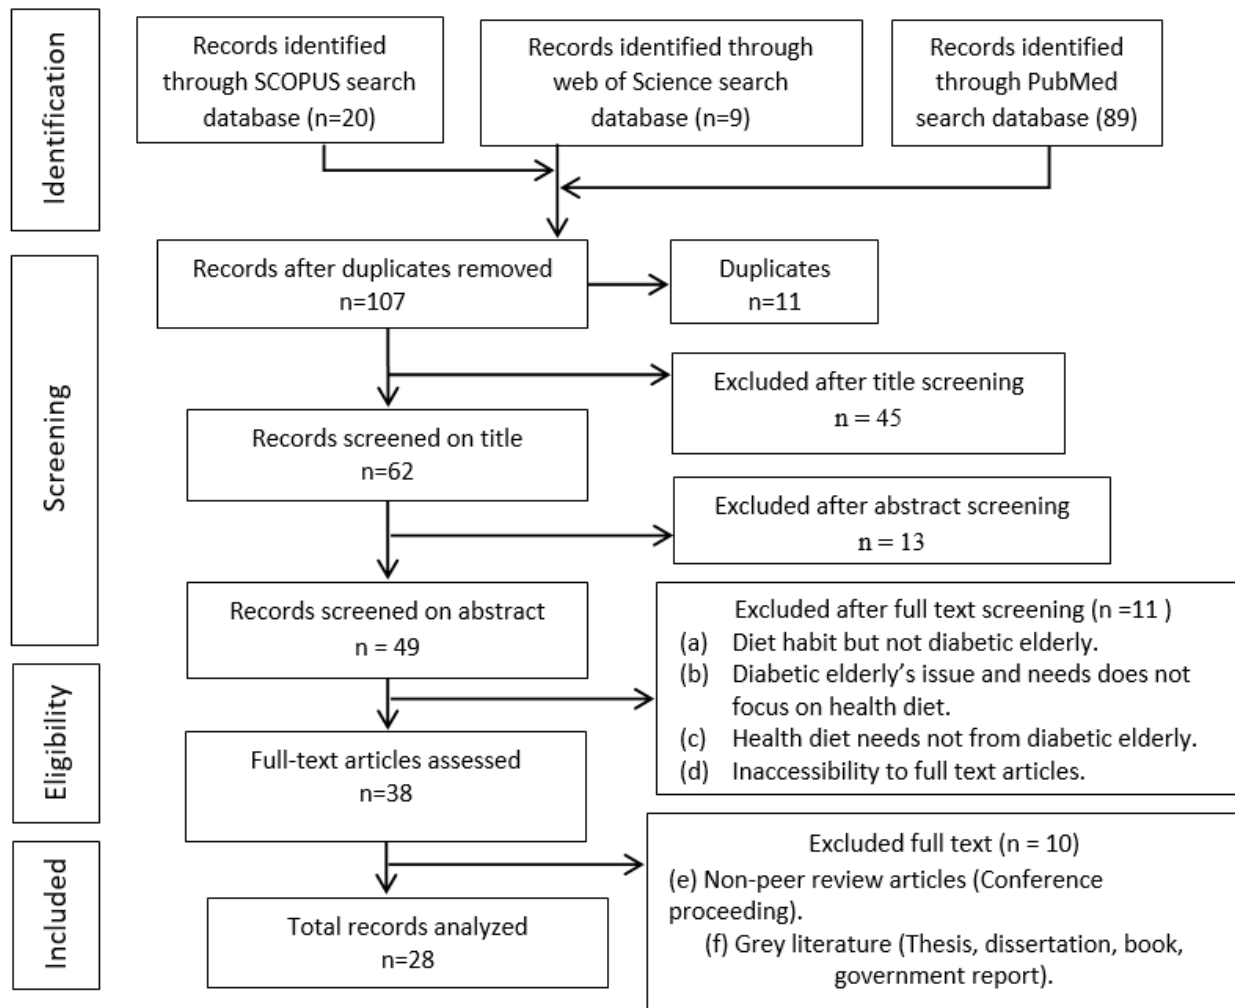 Identification
Records identified
through SCOPUS search
database (n=20)
Records identified through
web of Science search
database (n=9)
Records identified
through PubMed
search database (89)
Screening
Records after duplicates removed
n=107
Duplicates
n=11
Excluded after title screening
n = 45
Records screened on title
n=62
Excluded after abstract screening
n = 13
Records screened on abstract
n = 49
Excluded after full text screening (n =11 )
(a) Diet habit but not diabetic elderly.
(b) Diabetic elderly’s issue and needs does not
focus on health diet.
(c) Health diet needs not from diabetic elderly.
(d) Inaccessibility to full text articles.
Eligibility
Full-text articles assessed
n=38
Included
Excluded full text (n = 10)
(e) Non-peer review articles (Conference
proceeding).
(f) Grey literature (Thesis, dissertation, book,
government report).
Total records analyzed
n=28